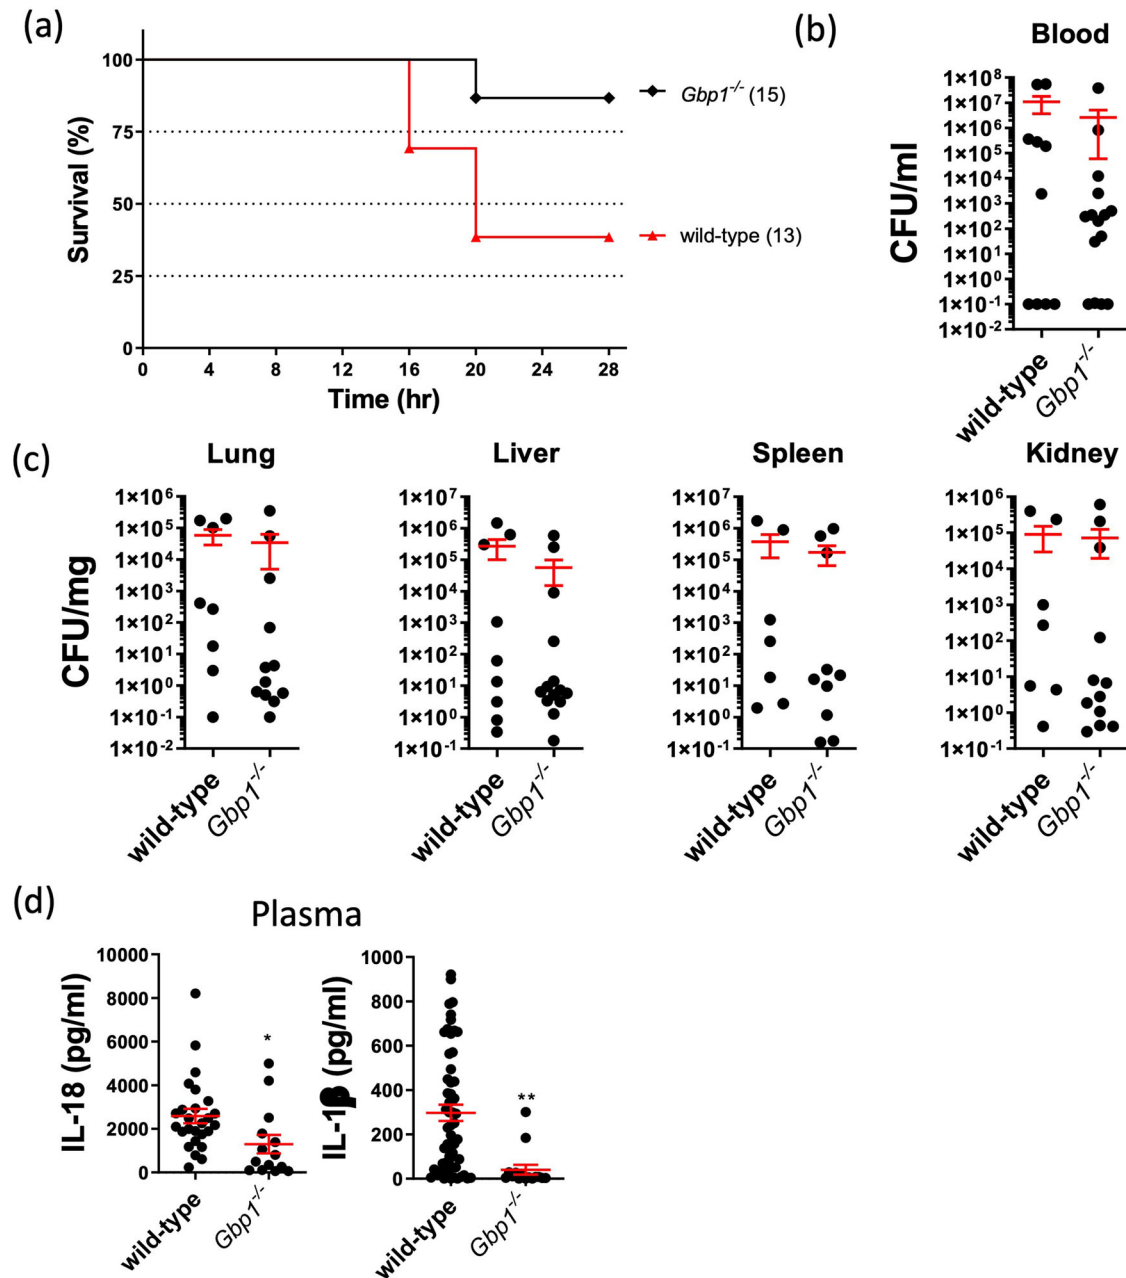 (a)
Survival (%)
100
75
50
25
0
0 4 8 12 16 20 24 28
Time (hr)
Gbp1-/- (15)
wild-type (13)
(b)
Blood
CFU/ml
1×10^8
1×10^7
1×10^6
1×10^5
1×10^4
1×10^3
1×10^2
1×10^1
1×10^0
1×10^-1
1×10^-2
wild-type
Gbp1-/-
(c)
CFU/mg
Lung
1×10^6
1×10^5
1×10^4
1×10^3
1×10^2
1×10^1
1×10^0
1×10^-1
1×10^-2
wild-type
Gbp1-/-
Liver
1×10^7
1×10^6
1×10^5
1×10^4
1×10^3
1×10^2
1×10^1
1×10^0
1×10^-1
wild-type
Gbp1-/-
Spleen
1×10^7
1×10^6
1×10^5
1×10^4
1×10^3
1×10^2
1×10^1
1×10^0
1×10^-1
wild-type
Gbp1-/-
Kidney
1×10^6
1×10^5
1×10^4
1×10^3
1×10^2
1×10^1
1×10^0
1×10^-1
wild-type
Gbp1-/-
(d)
Plasma
IL-18 (pg/ml)
10000
8000
6000
4000
2000
0
*
wild-type
Gbp1-/-
IL-1β (pg/ml)
1000
800
600
400
200
0
**
wild-type
Gbp1-/-